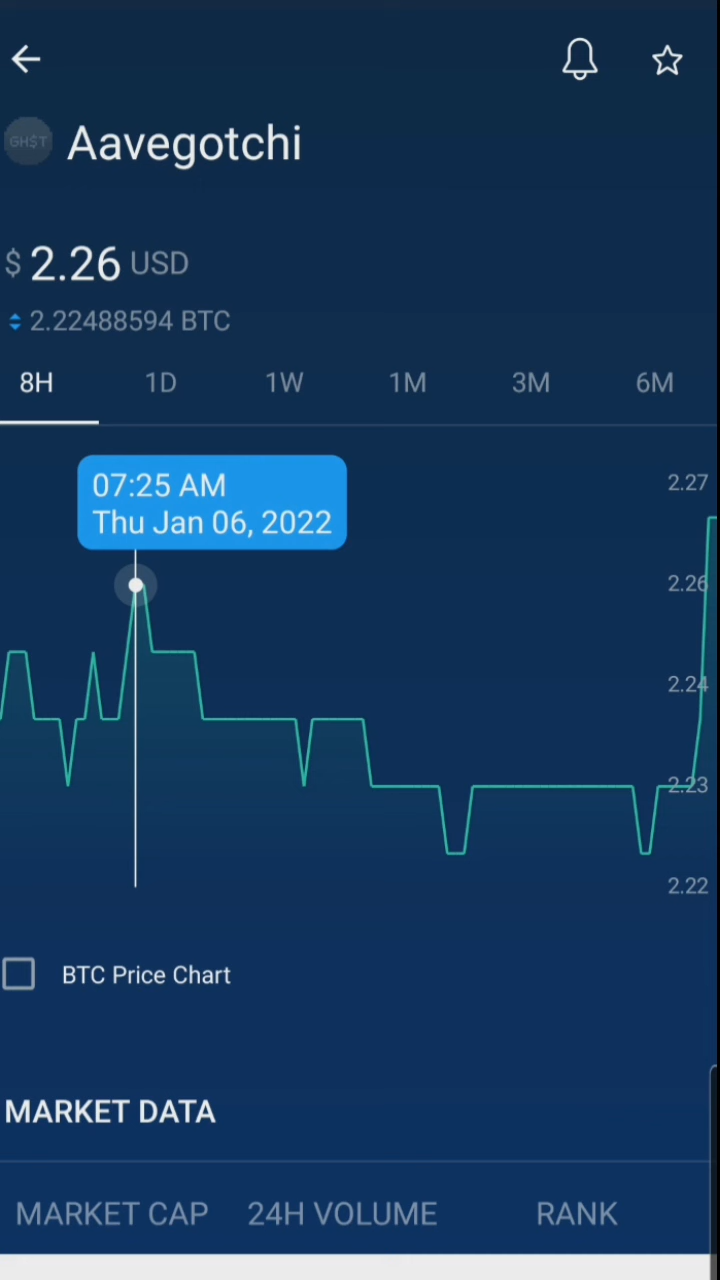 GH$T Aavegotchi
$ 2.26 USD
2.22488594 BTC
8H 1D 1W 1M 3M 6M
07:25 AM
Thu Jan 06, 2022
2.27
2.26
2.24
2.23
2.22
BTC Price Chart
MARKET DATA
MARKET CAP 24H VOLUME RANK